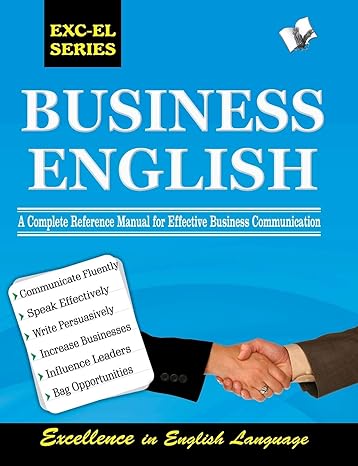 EXC-EL
SERIES
BUSINESS
ENGLISH
A Complete Reference Manual for Effective Business Communication
Communicate Fluently
Speak Effectively
Write Persuasively
Increase Businesses
Influence Leaders
Bag Opportunities
Excellence in English Language